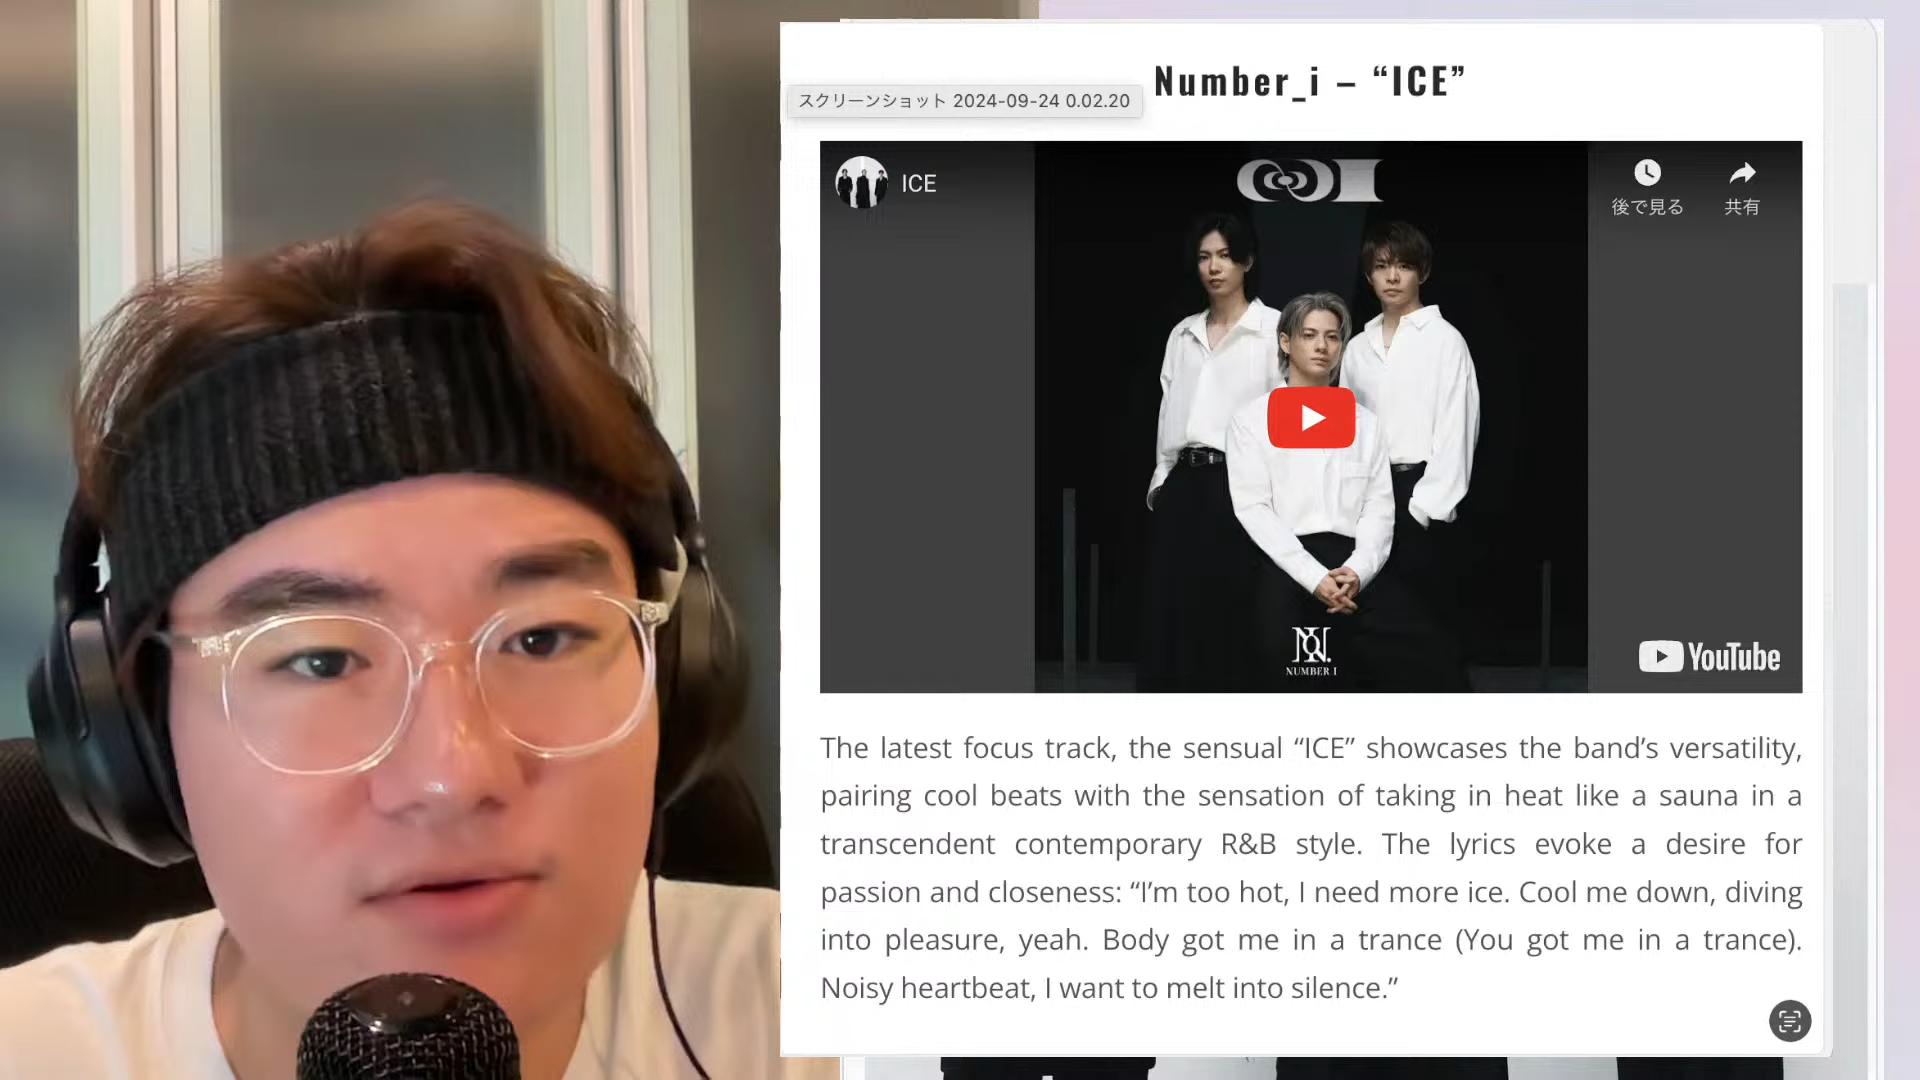 Number_i – “ICE”
スクリーンショット 2024-09-24 0.02.20
ICE
後で見る
共有
NUMBER I
YouTube
The latest focus track, the sensual “ICE” showcases the band’s versatility,
pairing cool beats with the sensation of taking in heat like a sauna in a
transcendent contemporary R&B style. The lyrics evoke a desire for
passion and closeness: “I’m too hot, I need more ice. Cool me down, diving
into pleasure, yeah. Body got me in a trance (You got me in a trance).
Noisy heartbeat, I want to melt into silence.”